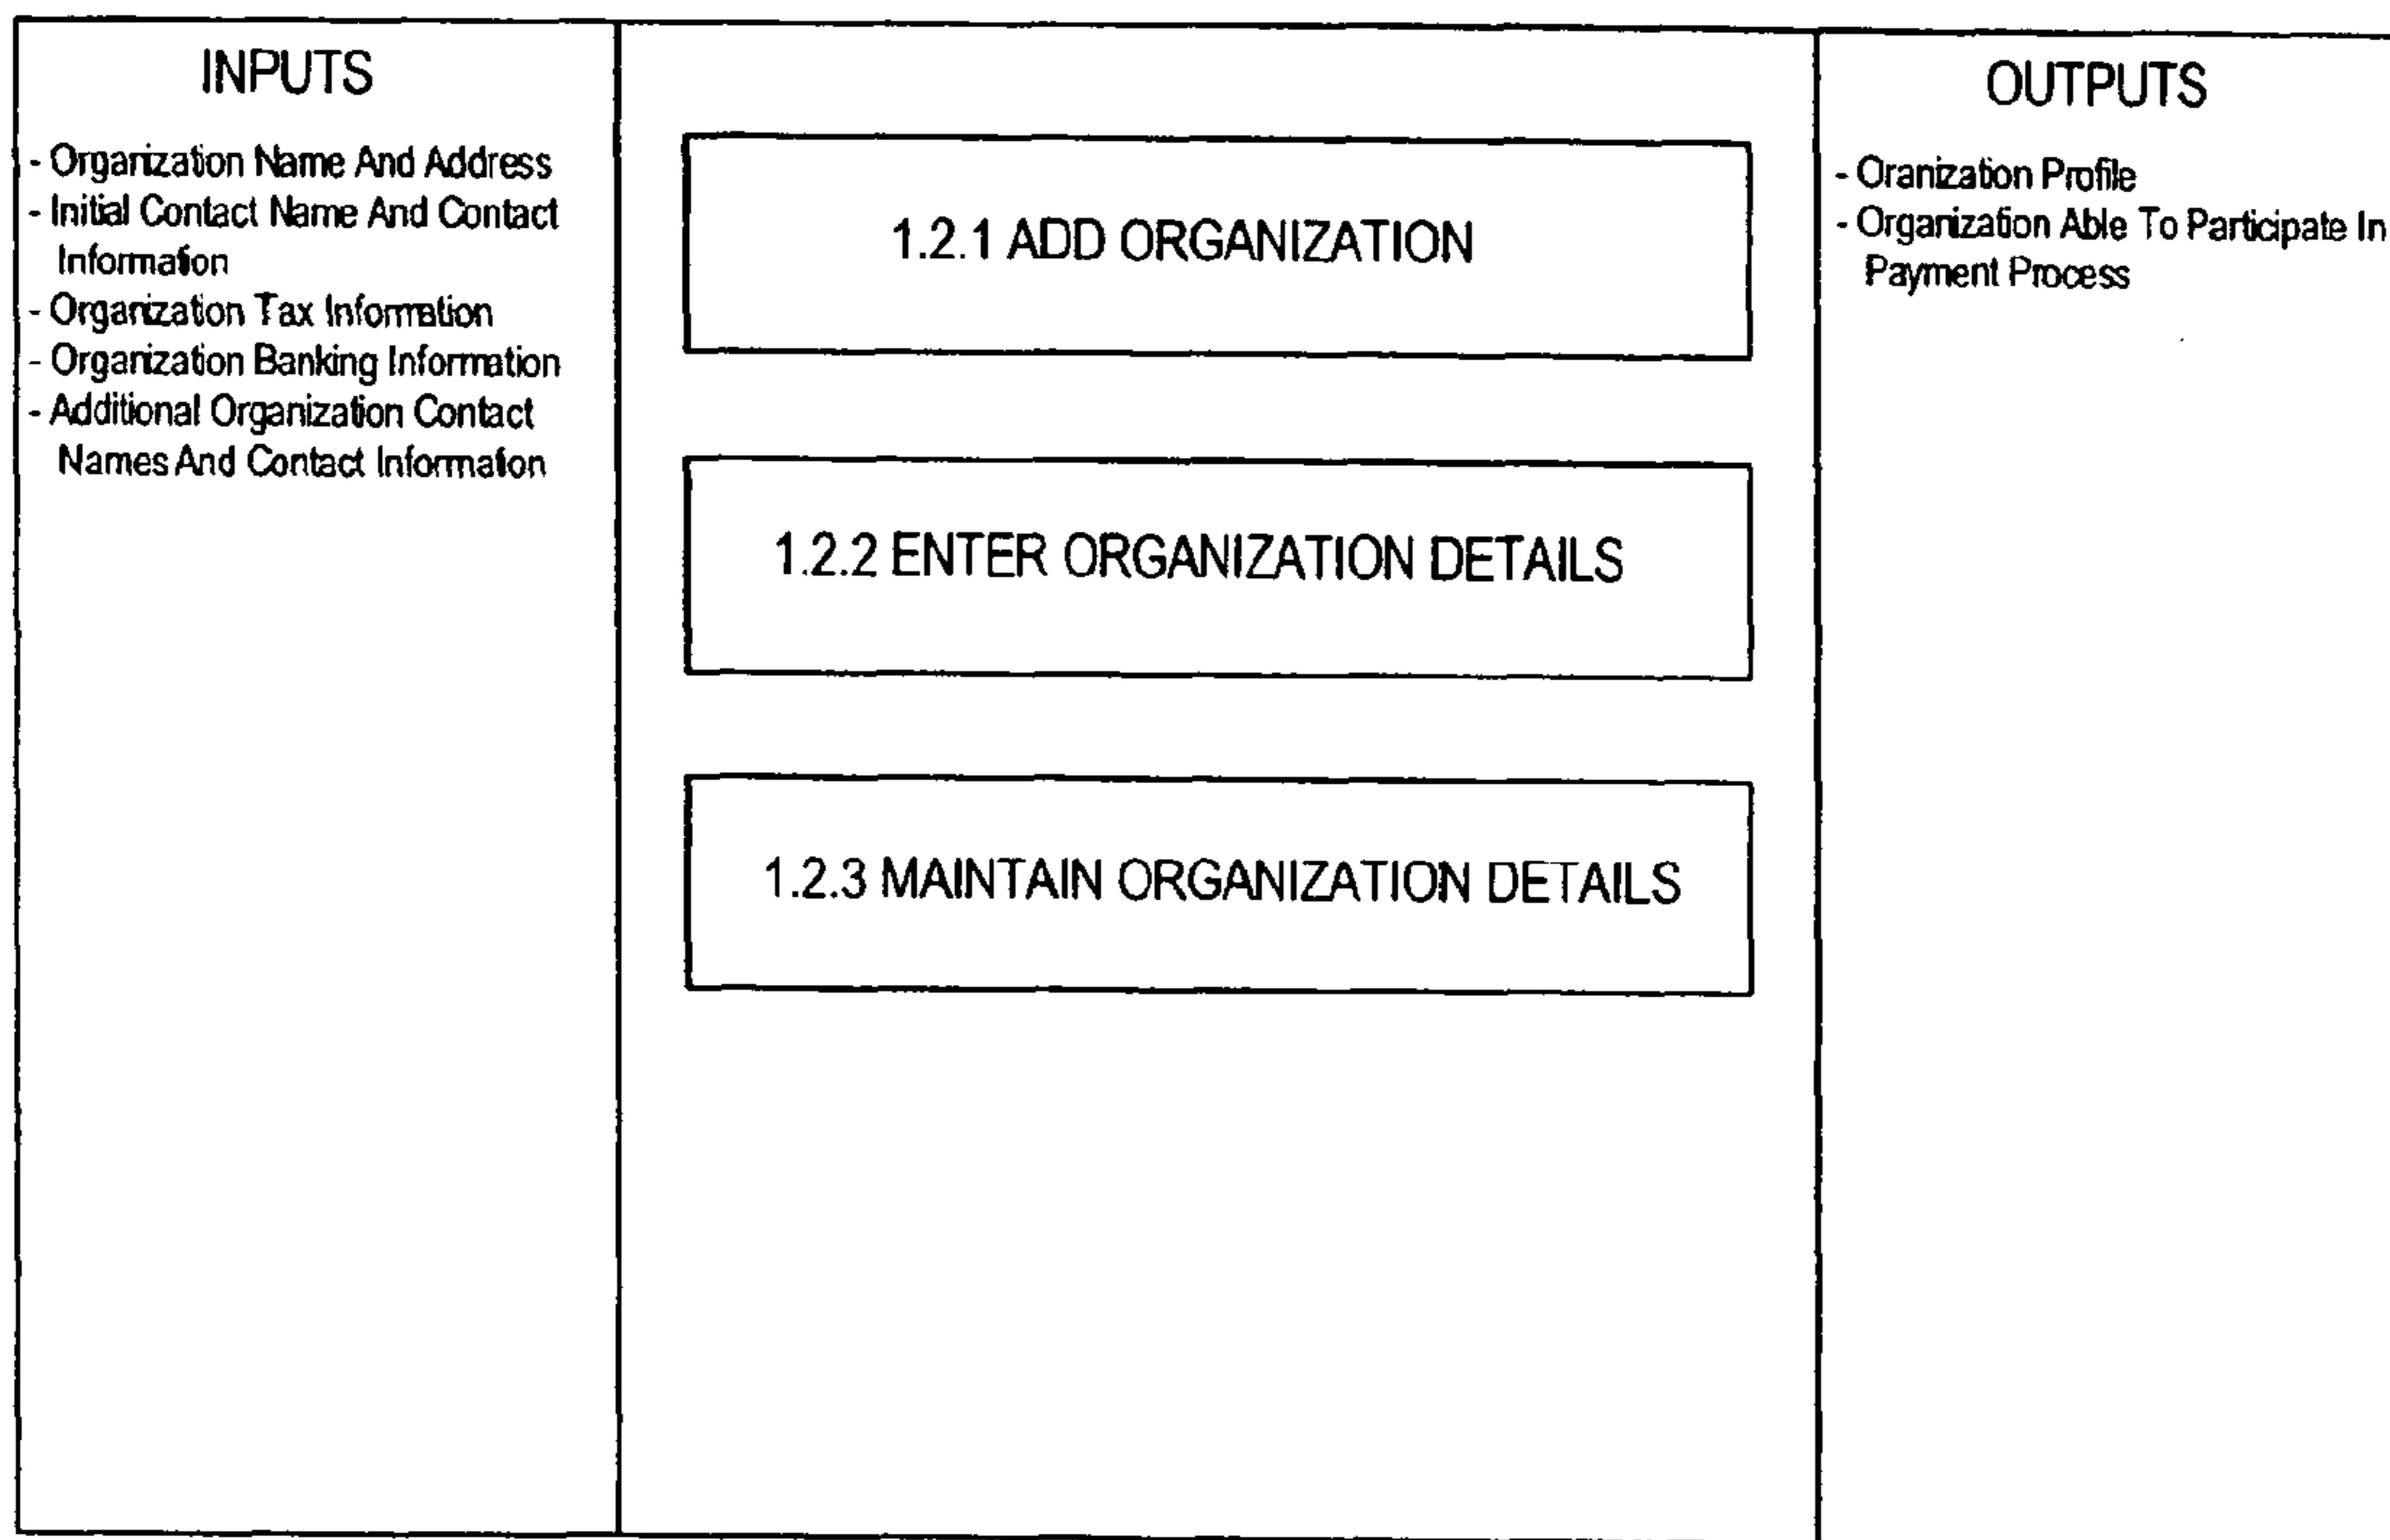 INPUTS
- Organization Name And Address
- Initial Contact Name And Contact
Information
- Organization Tax Information
- Organization Banking Information
- Additional Organization Contact
Names And Contact Information
1.2.1 ADD ORGANIZATION
1.2.2 ENTER ORGANIZATION DETAILS
1.2.3 MAINTAIN ORGANIZATION DETAILS
OUTPUTS
- Oranization Profile
- Organization Able To Participate In
Payment Process